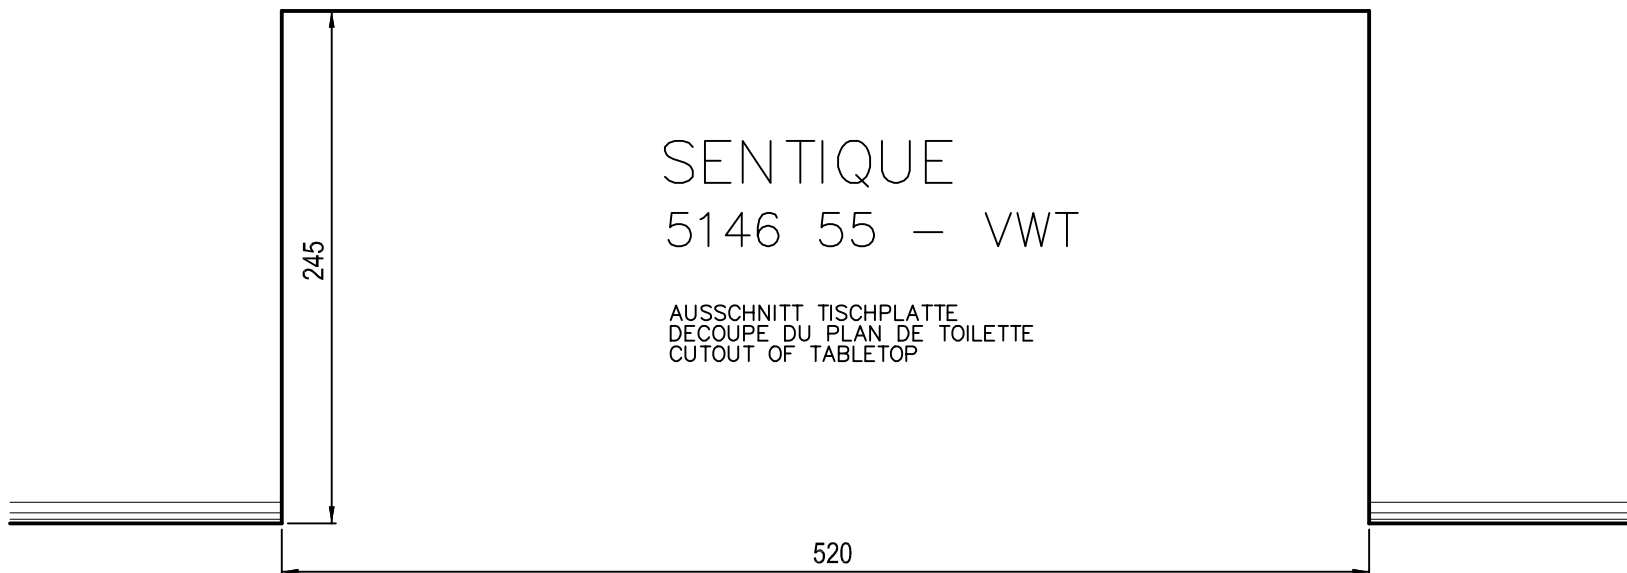 SENTIQUE
5146 55 – VWT
245
AUSSCHNITT TISCHPLATTE
DECOUPE DU PLAN DE TOILETTE
CUTOUT OF TABLETOP
520